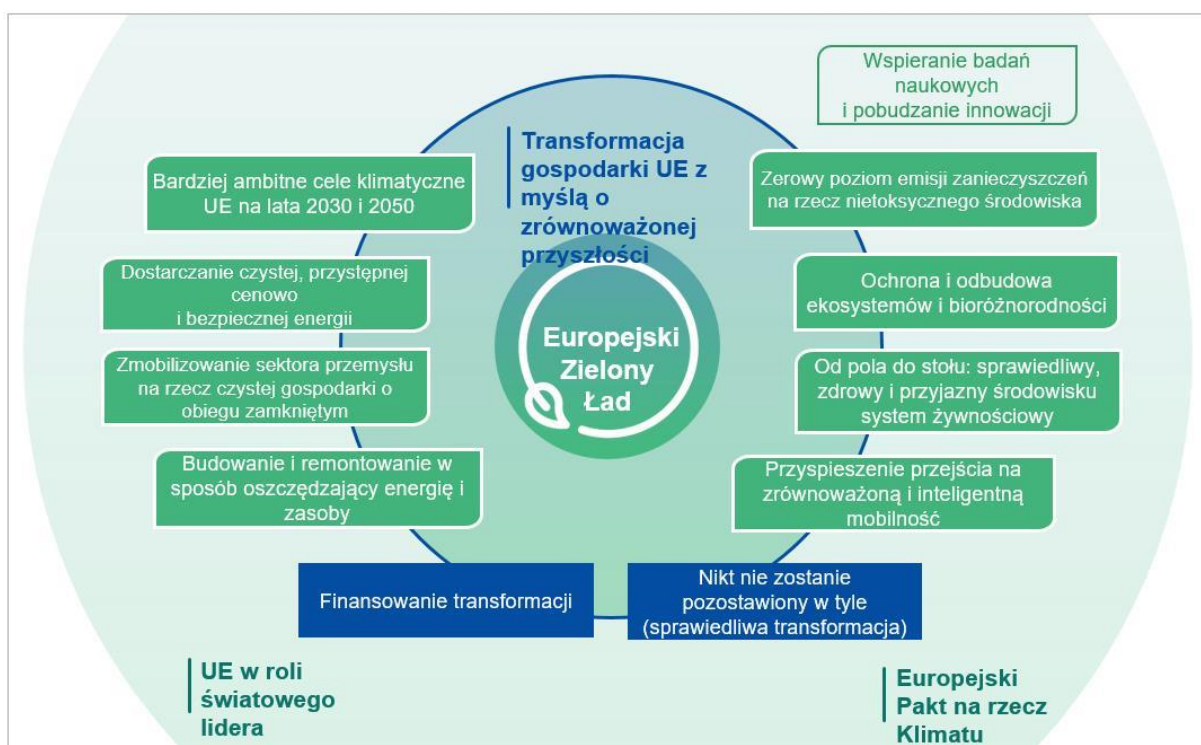 Wspieranie badań
naukowych
i pobudzanie innowacji
Transformacja
gospodarki UE z
myślą o
zrównoważonej
przyszłości
Bardziej ambitne cele klimatyczne
UE na lata 2030 i 2050
Zerowy poziom emisji zanieczyszczeń
na rzecz nietoksycznego środowiska
Dostarczanie czystej, przystępnej
cenowo
i bezpiecznej energii
Ochrona i odbudowa
ekosystemów i bioróżnorodności
Europejski
Zielony
Ład
Zmobilizowanie sektora przemysłu
na rzecz czystej gospodarki o
obiegu zamkniętym
Od pola do stołu: sprawiedliwy,
zdrowy i przyjazny środowisku
system żywnościowy
Budowanie i remontowanie w
sposób oszczędzający energię i
zasoby
Przyspieszenie przejścia na
zrównoważoną i inteligentną
mobilność
Finansowanie transformacji
Nikt nie zostanie
pozostawiony w tyle
(sprawiedliwa transformacja)
UE w roli
światowego
lidera
Europejski
Pakt na rzecz
Klimatu